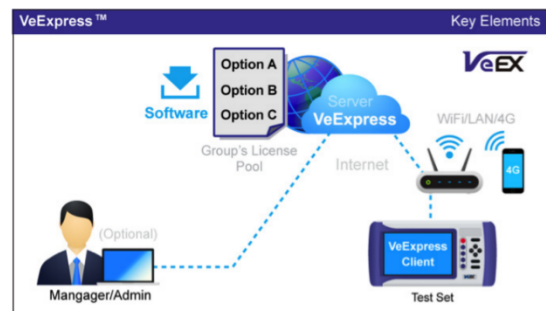 VeExpress™
Key Elements
VeEX
Option A
Option B
Option C
Software
Server
VeExpress
Group's License
Pool
WiFi/LAN/4G
Internet
4G
(Optional)
VeExpress
Client
Mangager/Admin
Test Set